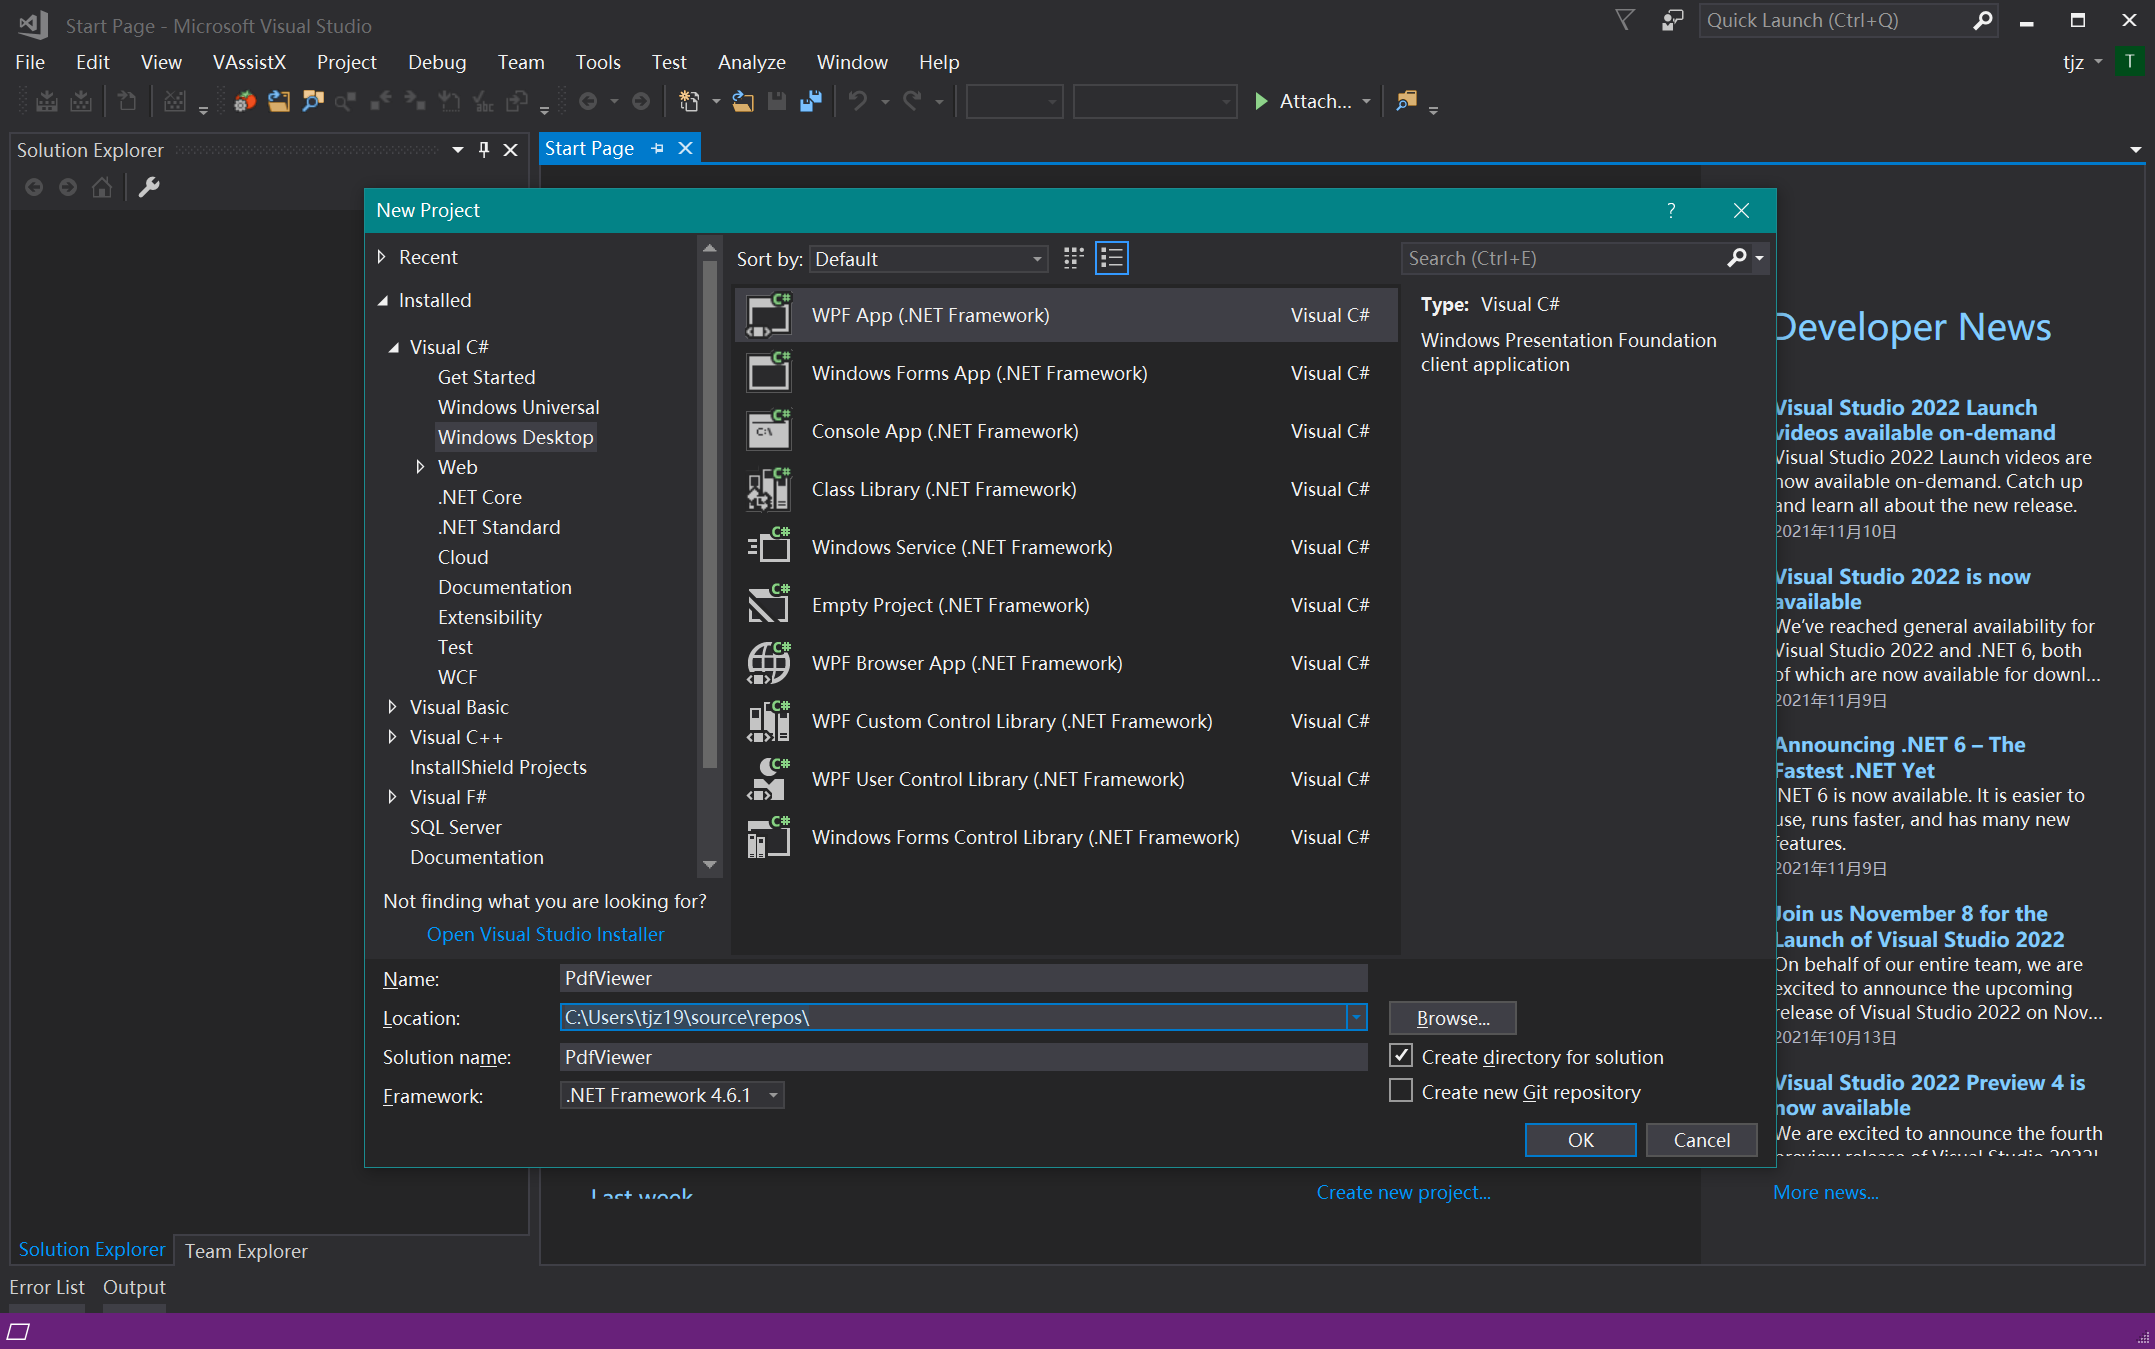 Start Page - Microsoft Visual Studio
Quick Launch (Ctrl+Q)
File Edit View VAssistX Project Debug Team Tools Test Analyze Window Help
tjz T
Attach...
Solution Explorer
Start Page
New Project
?
Recent
Installed
Visual C#
Get Started
Windows Universal
Windows Desktop
Web
.NET Core
.NET Standard
Cloud
Documentation
Extensibility
Test
WCF
Visual Basic
Visual C++
InstallShield Projects
Visual F#
SQL Server
Documentation
Not finding what you are looking for?
Open Visual Studio Installer
Sort by: Default
Search (Ctrl+E)
WPF App (.NET Framework) Visual C#
Windows Forms App (.NET Framework) Visual C#
Console App (.NET Framework) Visual C#
Class Library (.NET Framework) Visual C#
Windows Service (.NET Framework) Visual C#
Empty Project (.NET Framework) Visual C#
WPF Browser App (.NET Framework) Visual C#
WPF Custom Control Library (.NET Framework) Visual C#
WPF User Control Library (.NET Framework) Visual C#
Windows Forms Control Library (.NET Framework) Visual C#
Type: Visual C#
Windows Presentation Foundation
client application
Name: PdfViewer
Location: C:\Users\tjz19\source\repos\
Browse...
Solution name: PdfViewer
Create directory for solution
Framework: .NET Framework 4.6.1
Create new Git repository
OK Cancel
Developer News
Visual Studio 2022 Launch
videos available on-demand
Visual Studio 2022 Launch videos are
now available on-demand. Catch up
and learn all about the new release.
2021年11月10日
Visual Studio 2022 is now
available
We've reached general availability for
Visual Studio 2022 and .NET 6, both
of which are now available for downl...
2021年11月9日
Announcing .NET 6 – The
Fastest .NET Yet
.NET 6 is now available. It is easier to
use, runs faster, and has many new
features.
2021年11月9日
Join us November 8 for the
Launch of Visual Studio 2022
On behalf of our entire team, we are
excited to announce the upcoming
release of Visual Studio 2022 on Nov...
2021年10月13日
Visual Studio 2022 Preview 4 is
now available
We are excited to announce the fourth
preview release of Visual Studio 2022!
More news...
Last week
Create new project...
Solution Explorer Team Explorer
Error List Output